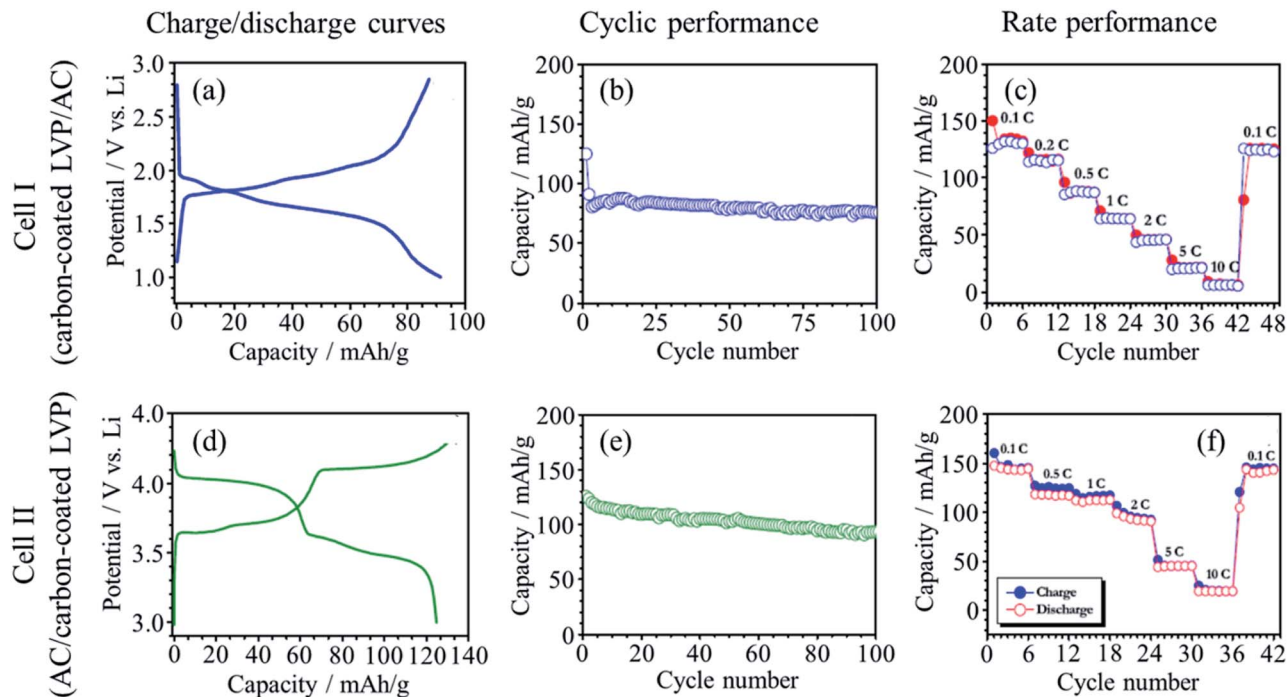 Charge/discharge curves
Cyclic performance
Rate performance
Cell I
(carbon-coated LVP/AC)
Potential / V vs. Li
3.0
2.5
2.0
1.5
1.0
(a)
0 20 40 60 80 100
Capacity / mAh/g
Capacity / mAh/g
200
150
100
50
0
(b)
0 25 50 75 100
Cycle number
Capacity / mAh/g
200
150
100
50
0
(c)
0.1 C
0.2 C
0.5 C
1 C
2 C
5 C
10 C
0.1 C
0 6 12 18 24 30 36 42 48
Cycle number
Cell II
(AC/carbon-coated LVP)
Potential / V vs. Li
4.0
4.0
3.5
3.0
(d)
0 20 40 60 80 100 120 140
Capacity / mAh/g
Capacity / mAh/g
200
150
100
50
0
(e)
0 25 50 75 100
Cycle number
Capacity / mAh/g
200
150
100
50
0
(f)
0.1 C
0.5 C
1 C
2 C
5 C
10 C
0.1 C
Charge
Discharge
0 6 12 18 24 30 36 42
Cycle number